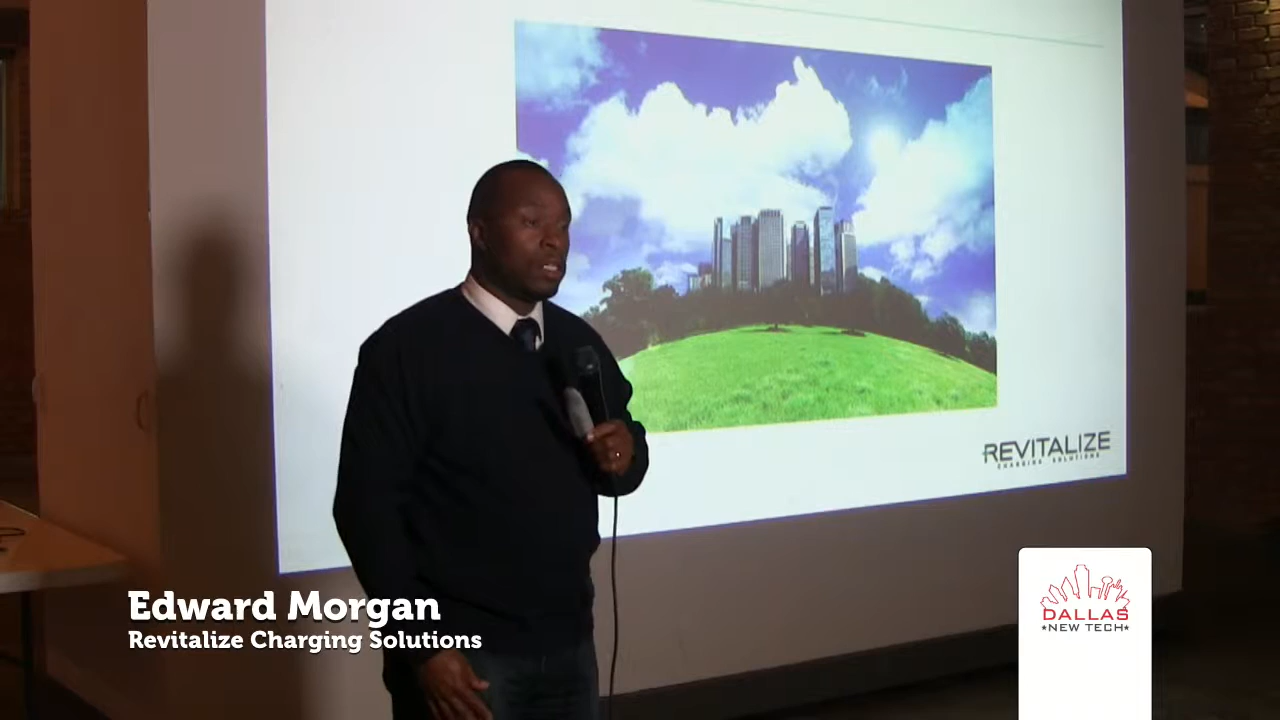 REVITALIZE
CHARGING SOLUTIONS
Edward Morgan
Revitalize Charging Solutions
DALLAS
★NEW TECH★